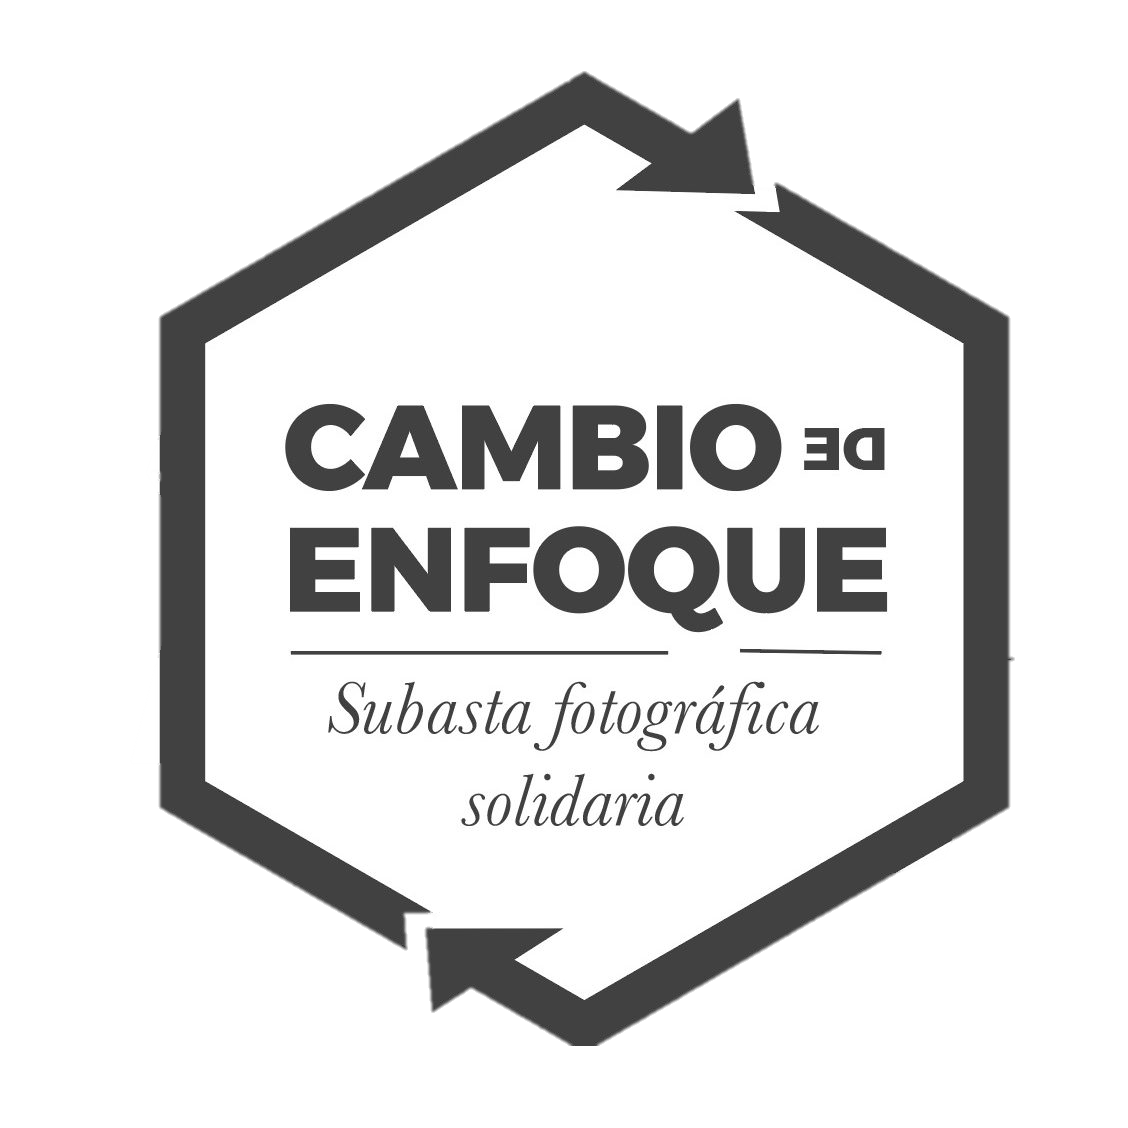 CAMBIO DE
ENFOQUE
Subasta fotográfica
solidaria